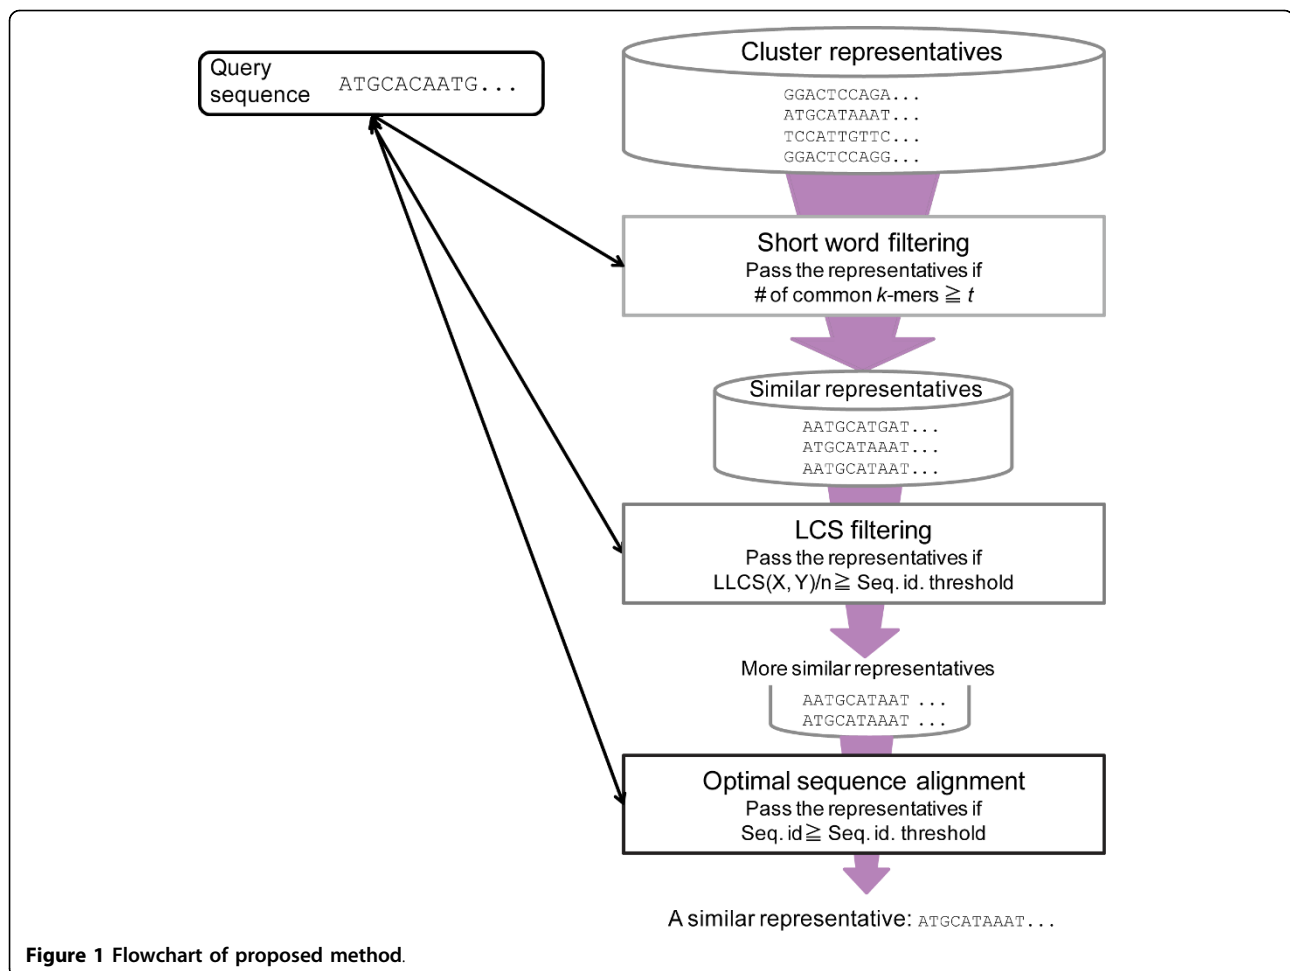 Query
sequence ATGCACAATG...
Cluster representatives
GGACTCCAGA...
ATGCATAAAT...
TCCATTGTTC...
GGACTCCAGG...
Short word filtering
Pass the representatives if
# of common k-mers ≧ t
Similar representatives
AATGCATGAT...
ATGCATAAAT...
AATGCATAAT...
LCS filtering
Pass the representatives if
LLCS(X, Y)/n≧ Seq. id. threshold
More similar representatives
AATGCATAAT ...
ATGCATAAAT ...
Optimal sequence alignment
Pass the representatives if
Seq. id≧ Seq. id. threshold
A similar representative: ATGCATAAAT...
Figure 1 Flowchart of proposed method.